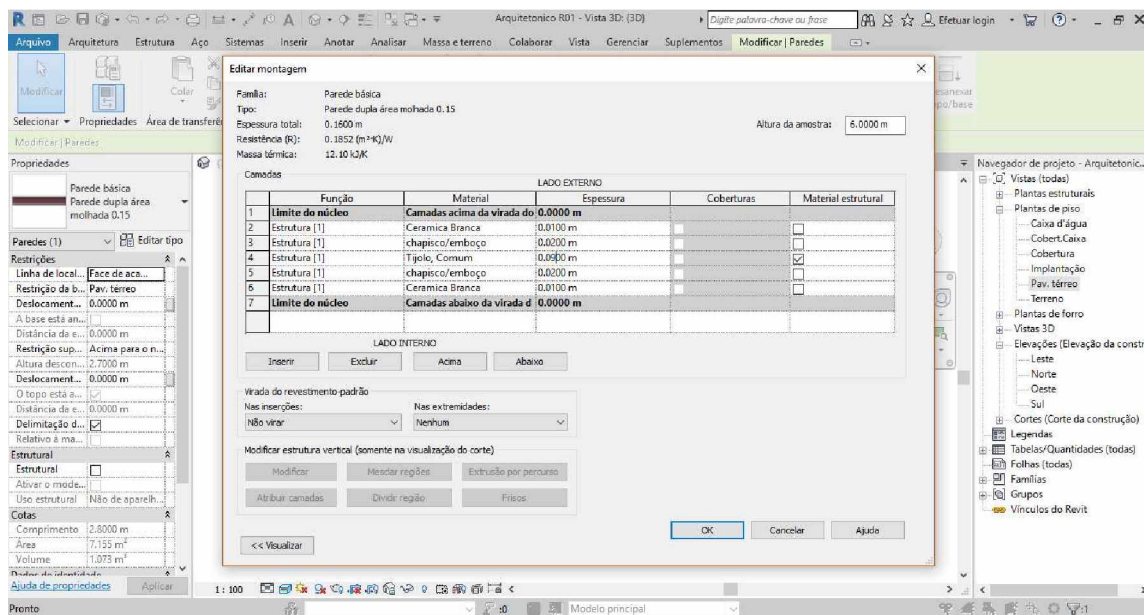 Arquitetonico R01 - Vista 3D: {3D}
Digite palavra-chave ou frase
Efetuar login
Arquivo Arquitetura Estrutura Aço Sistemas Inserir Anotar Analisar Massa e terreno Colaborar Vista Gerenciar Suplementos Modificar | Paredes
Modificar
Colar
Selecionar Propriedades Área de transferê
Modificar | Paredes
Propriedades
Parede básica
Parede dupla área
molhada 0.15
Paredes (1) Editar tipo
Restrições
Linha de local... Face de aca...
Restrição da b... Pav. térreo
Deslocament... 0.0000 m
A base está an...
Distância da e... 0.0000 m
Restrição sup... Acima para o n...
Altura descon... 2.7000 m
Deslocament... 0.0000 m
O topo está a...
Distância de e... 0.0000 m
Delimitação d...
Relativo à ma...
Estrutural
Estrutural
Ativar o mode...
Uso estrutural Não de aparelh...
Cotas
Comprimento 2.8000 m
Área 7.155 m²
Volume 1.073 m³
Dados de identidade
Ajuda de propriedades Aplicar
Editar montagem
Família: Parede básica
Tipo: Parede dupla área molhada 0.15
Espessura total: 0.1600 m
Resistência (R): 0.1852 (m²·K)/W
Massa térmica: 12.10 kJ/K
Altura da amostra: 6.0000 m
Camadas
LADO EXTERNO
Função Material Espessura Coberturas Material estrutural
1 Limite do núcleo Camadas acima da virada do 0.0000 m
2 Estrutura [1] Ceramica Branca 0.0100 m
3 Estrutura [1] chapisco/emboço 0.0200 m
4 Estrutura [1] Tijolo, Comum 0.0900 m
5 Estrutura [1] chapisco/emboço 0.0200 m
6 Estrutura [1] Ceramica Branca 0.0100 m
7 Limite do núcleo Camadas abaixo da virada d 0.0000 m
LADO INTERNO
Inserir Excluir Acima Abaixo
Virada do revestimento-padrão
Nas inserções: Nas extremidades:
Não virar Nenhum
Modificar estrutura vertical (somente na visualização do corte)
Modificar Mesclar regiões Extrusão por percurso
Atribuir camadas Dividir região Frisos
<< Visualizar OK Cancelar Ajuda
esanexar
po/base
Navegador de projeto - Arquitetonic...
Vistas (todas)
Plantas estruturais
Plantas de piso
Caixa d'água
Cobert.Caixa
Cobertura
Implantação
Pav. térreo
Terreno
Plantas de forro
Vistas 3D
Elevações (Elevação da constr
Leste
Norte
Oeste
Sul
Cortes (Corte da construção)
Legendas
Tabelas/Quantidades (todas)
Folhas (todas)
Famílias
Grupos
Vínculos do Revit
1 : 100
Pronto :0 Modelo principal :1